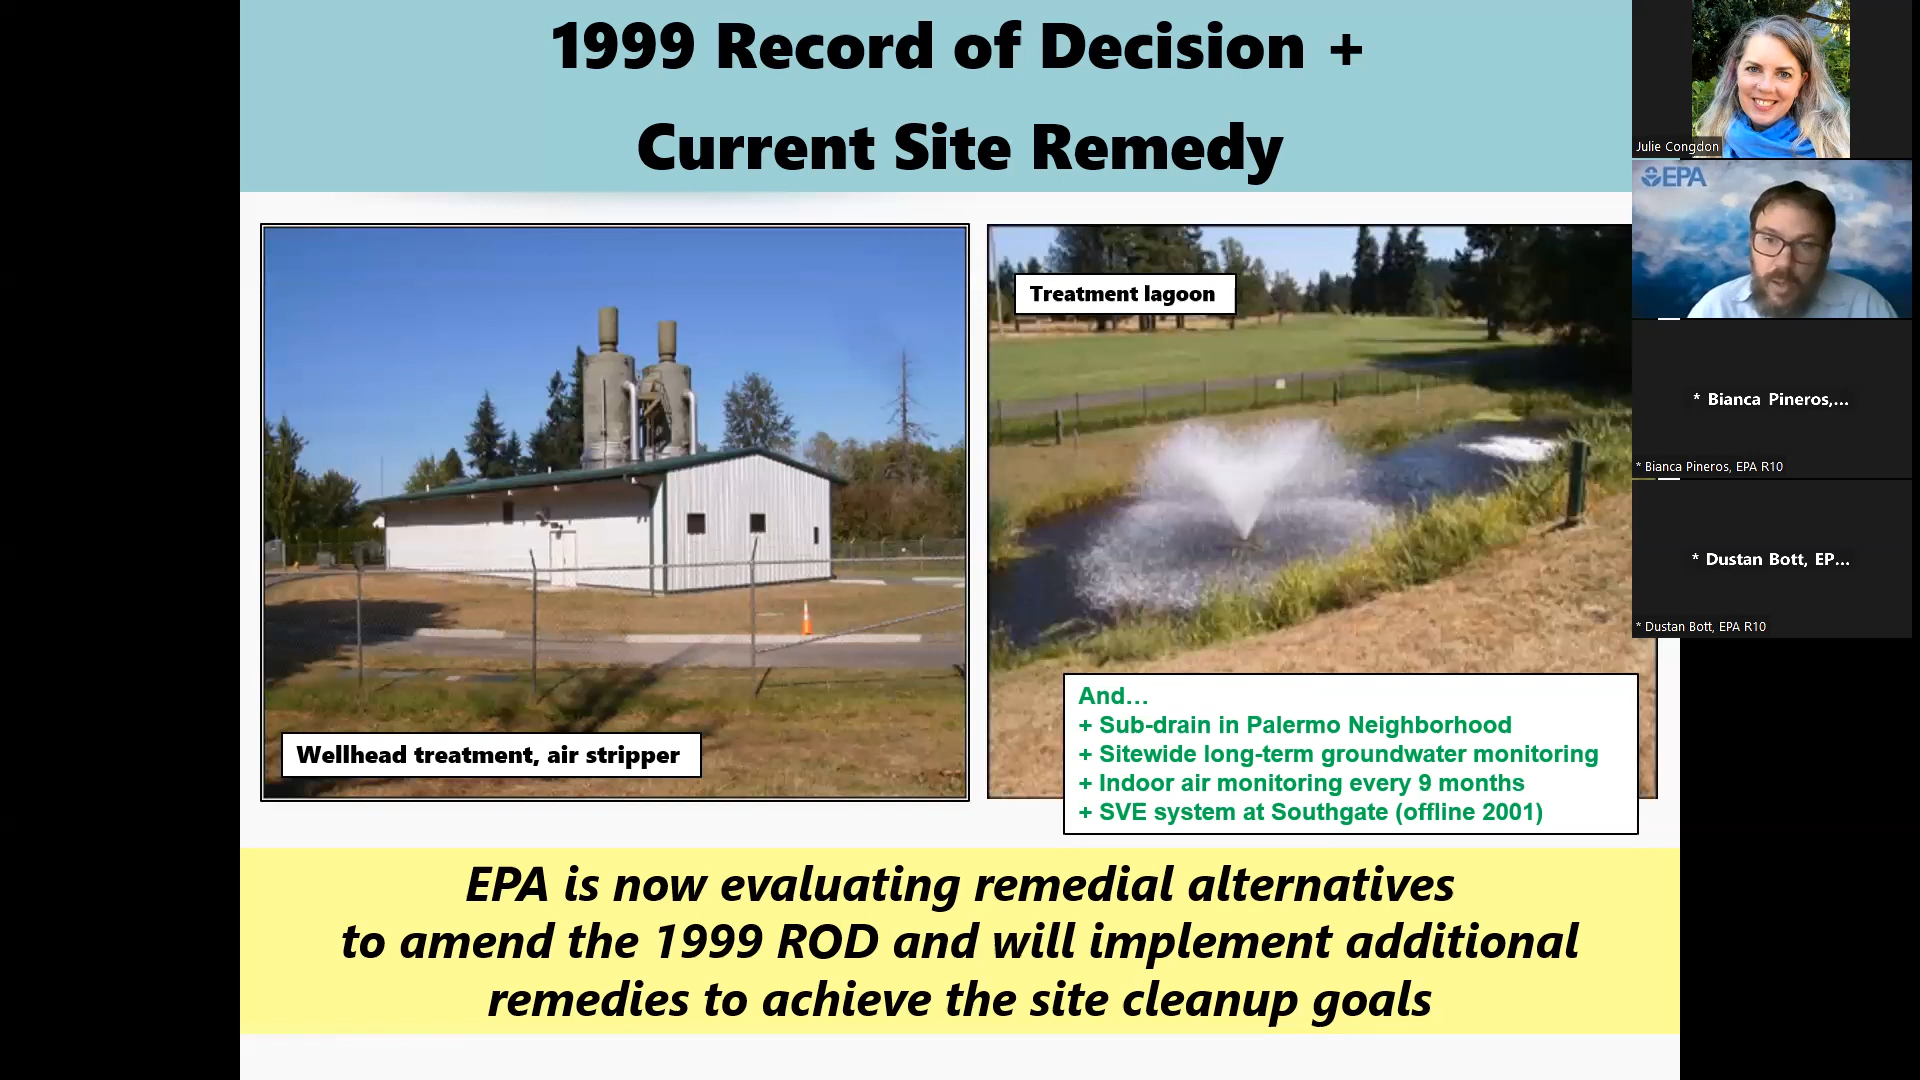 1999 Record of Decision +
Current Site Remedy
Treatment lagoon
Wellhead treatment, air stripper
And...
+ Sub-drain in Palermo Neighborhood
+ Sitewide long-term groundwater monitoring
+ Indoor air monitoring every 9 months
+ SVE system at Southgate (offline 2001)
EPA is now evaluating remedial alternatives
to amend the 1999 ROD and will implement additional
remedies to achieve the site cleanup goals
Julie Congdon
EPA
* Bianca Pineros,...
* Bianca Pineros, EPA R10
* Dustan Bott, EP...
* Dustan Bott, EPA R10